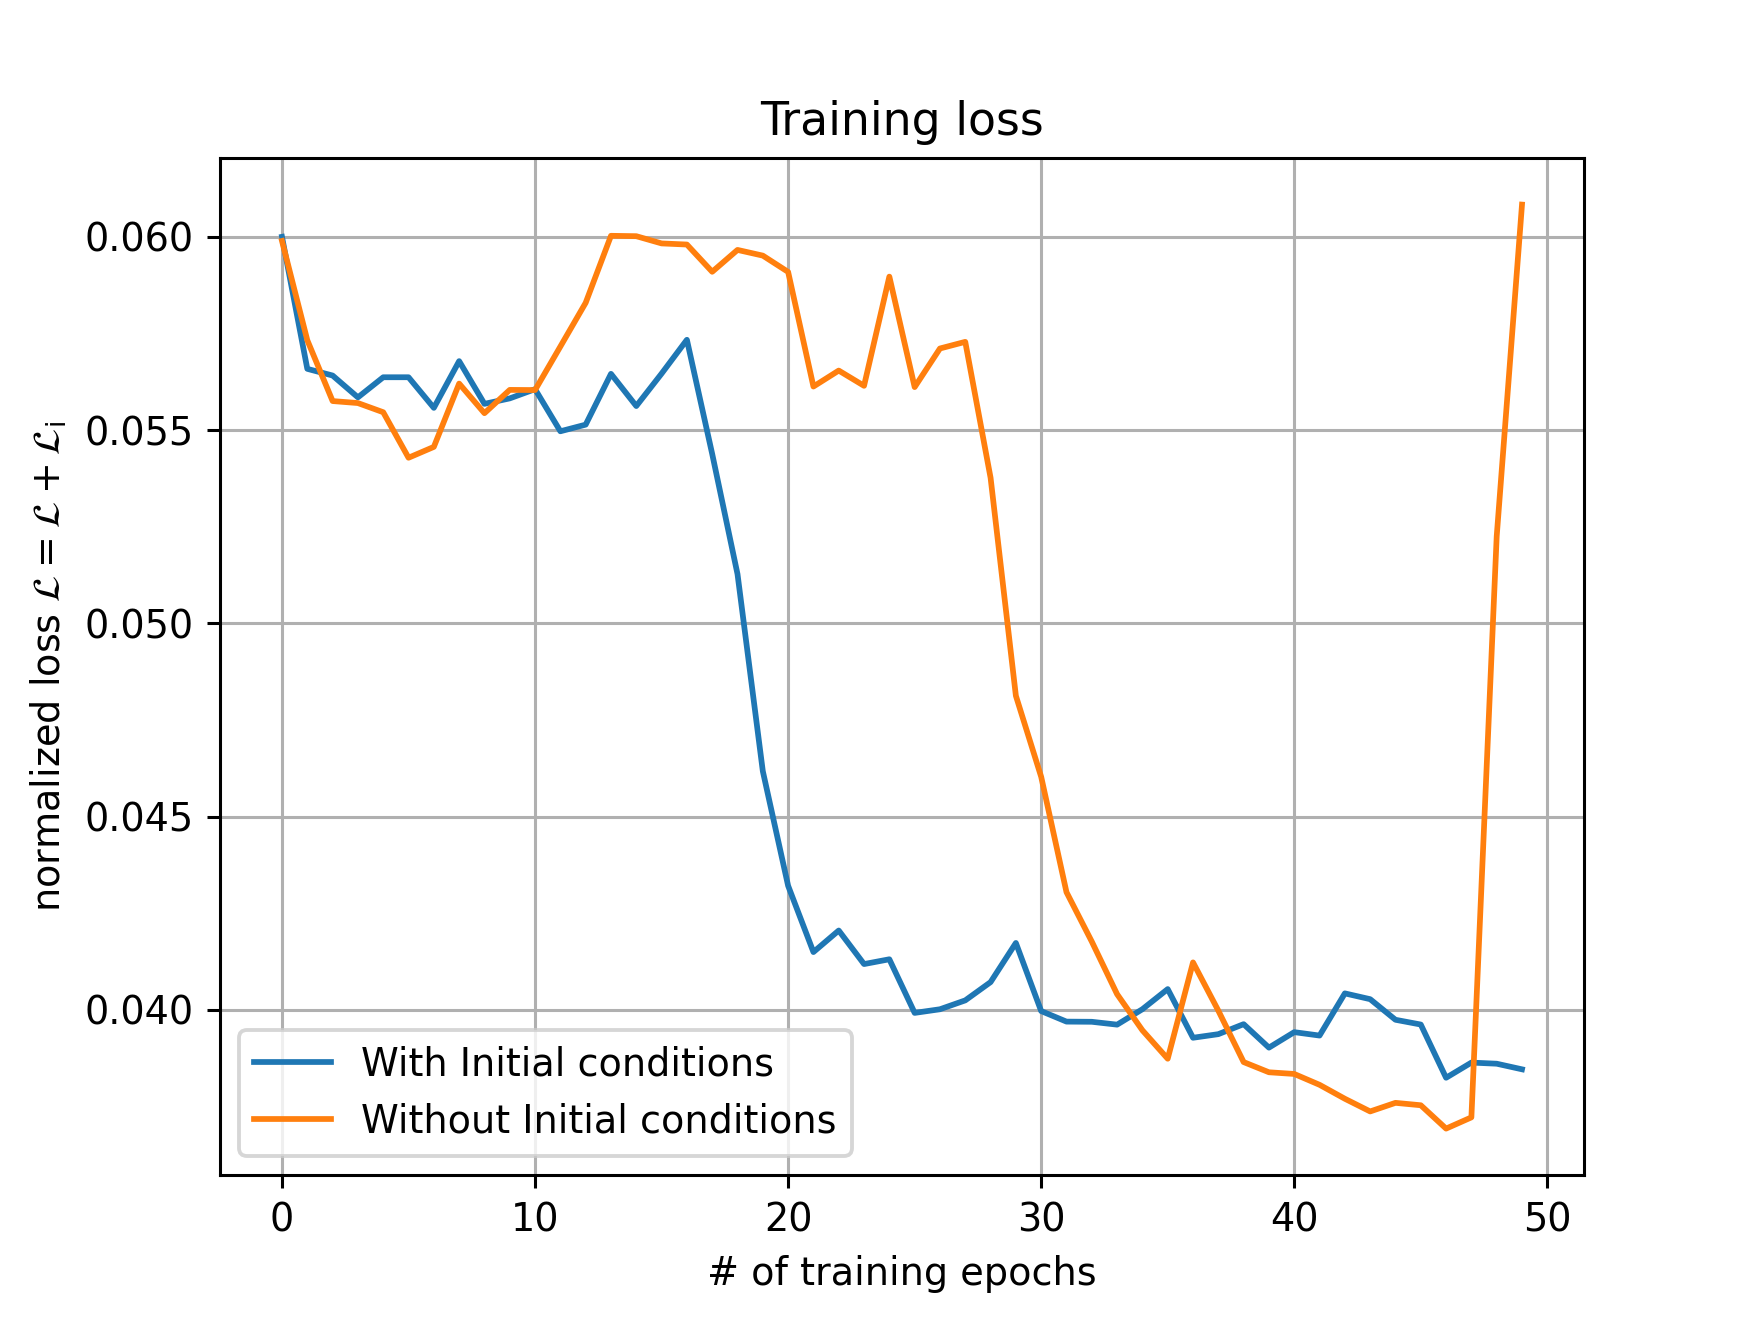 Training loss
normalized loss ℒ = ℒ + ℒi
0.060
0.055
0.050
0.045
0.040
With Initial conditions
Without Initial conditions
0 10 20 30 40 50
# of training epochs